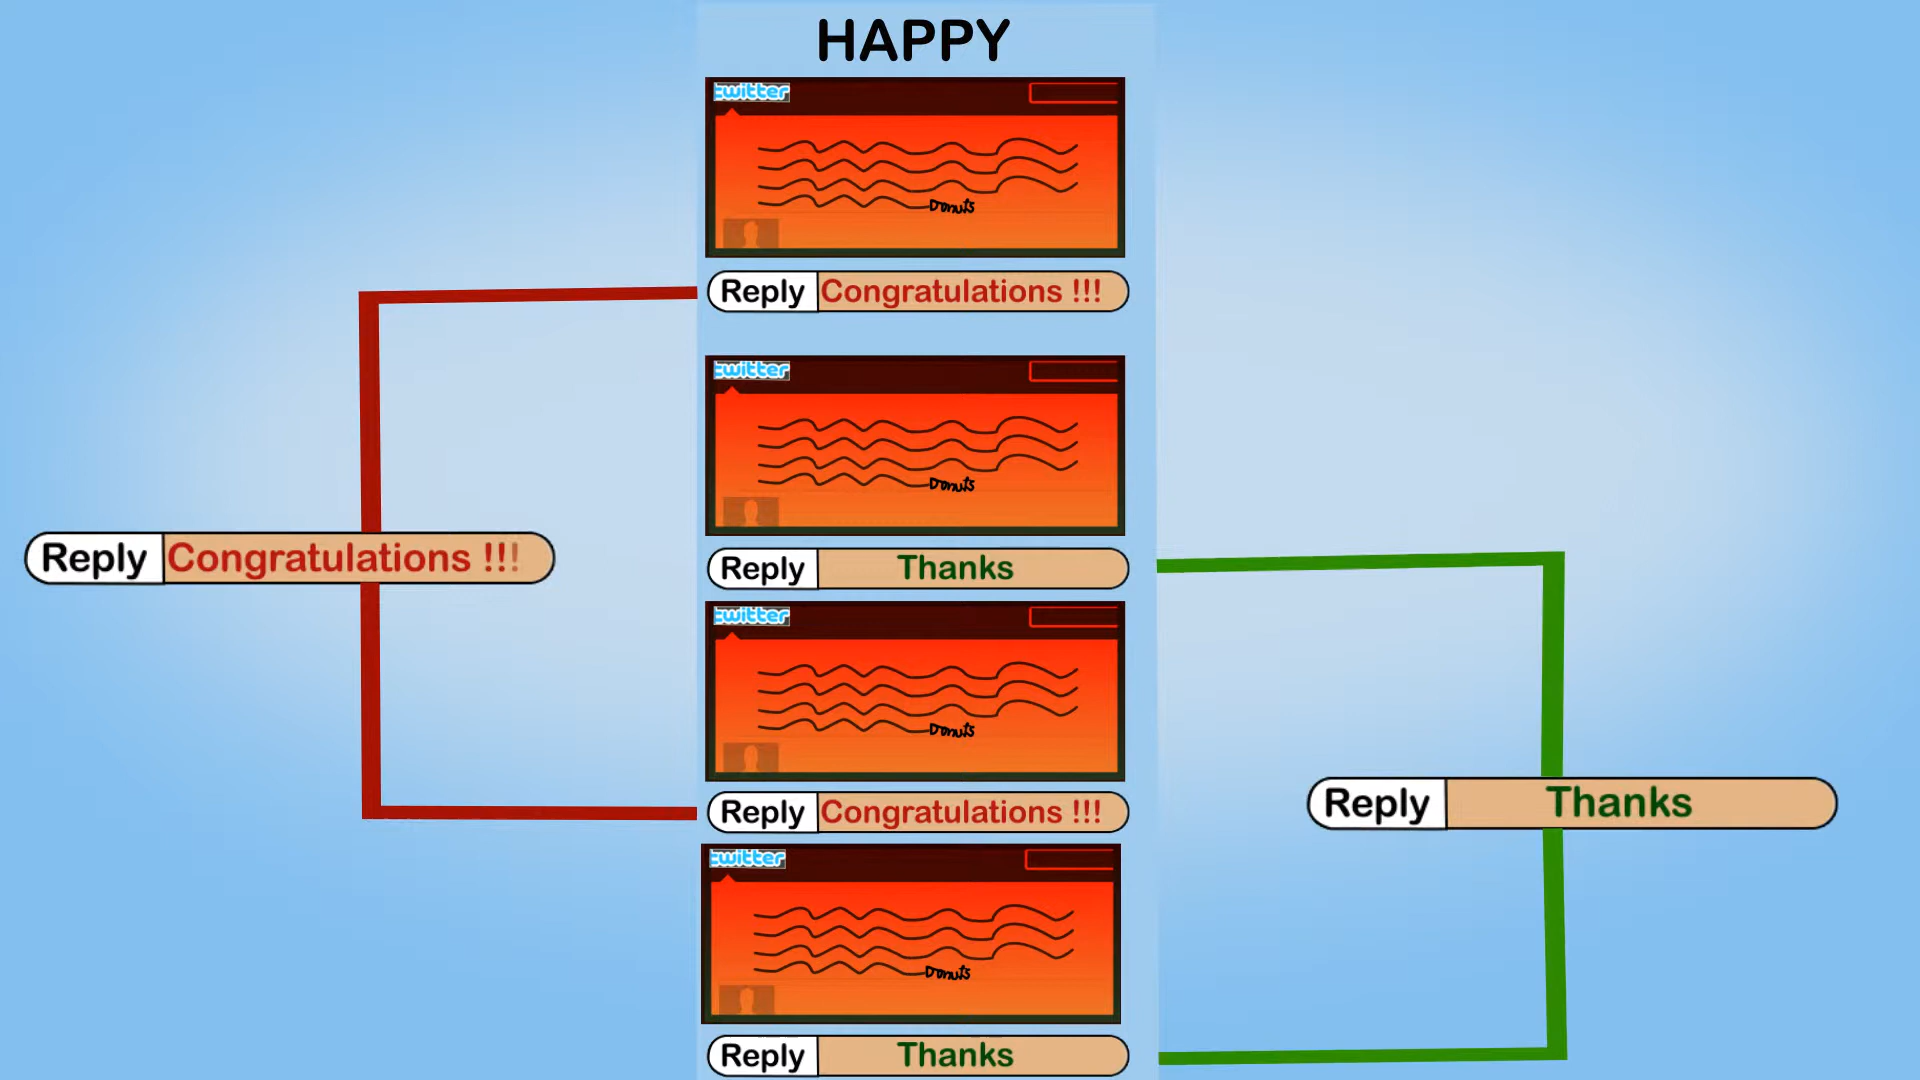 HAPPY
twitter
Donuts
Reply Congratulations !!!
twitter
Donuts
Reply Congratulations !!!
Reply Thanks
twitter
Donuts
Reply Thanks
Reply Congratulations !!!
twitter
Donuts
Reply Thanks